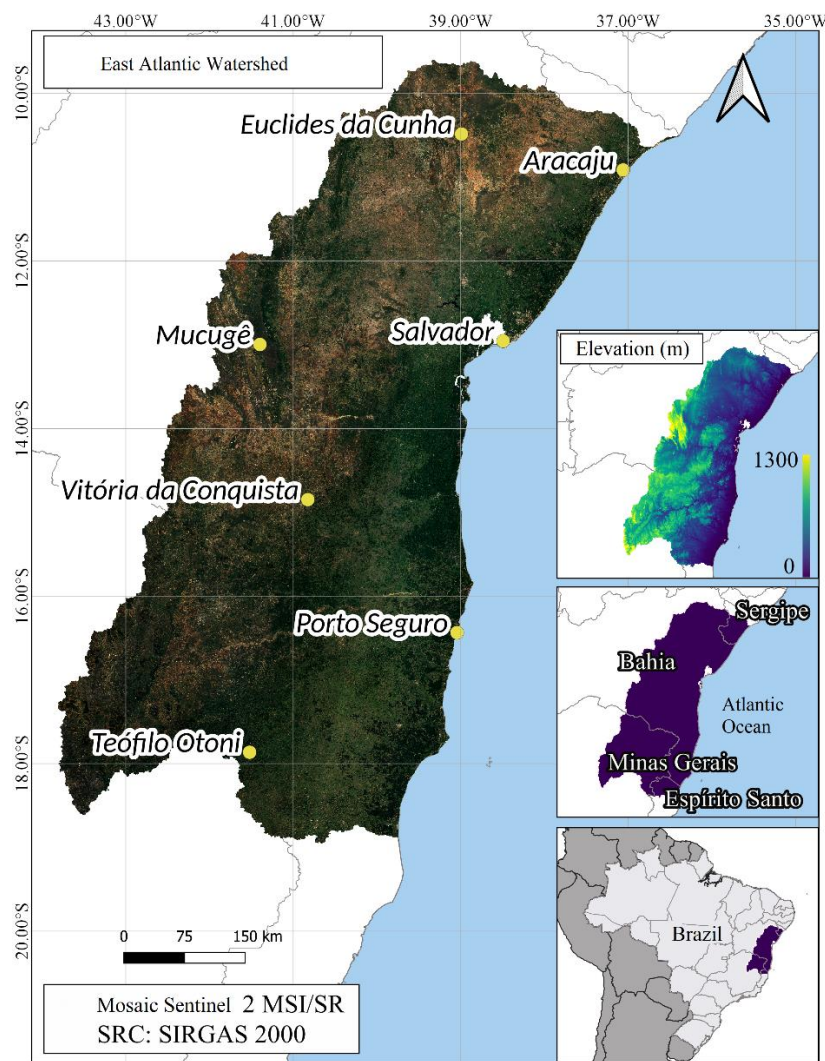 43.00°W 41.00°W 39.00°W 37.00°W 35.00°W
East Atlantic Watershed
10.00°S
Euclides da Cunha
Aracaju
12.00°S
Mucugê
Salvador
Elevation (m)
14.00°S
1300
Vitória da Conquista
0
16.00°S
Sergipe
Porto Seguro
Bahia
Atlantic
Ocean
Teófilo Otoni
18.00°S
Minas Gerais
Espírito Santo
20.00°S
0 75 150 km
Brazil
Mosaic Sentinel 2 MSI/SR
SRC: SIRGAS 2000